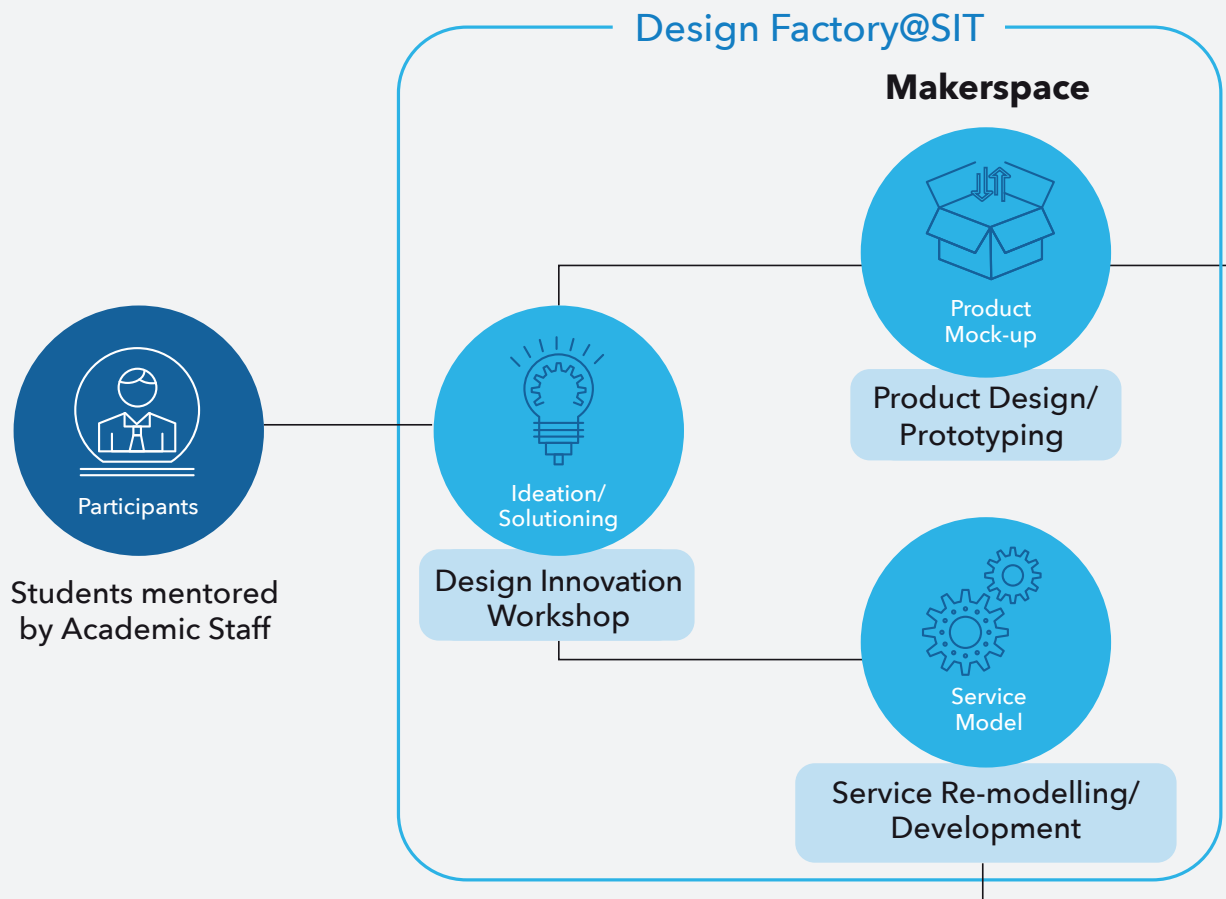 Design Factory@SIT
Makerspace
Product
Mock-up
Product Design/
Prototyping
Participants
Students mentored
by Academic Staff
Ideation/
Solutioning
Design Innovation
Workshop
Service
Model
Service Re-modelling/
Development